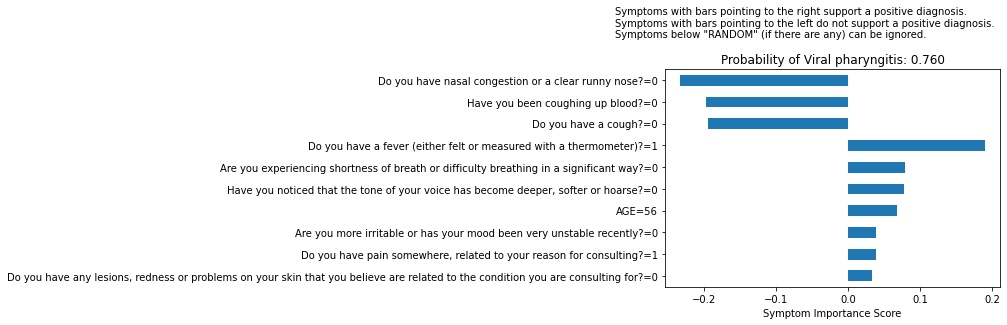 Symptoms with bars pointing to the right support a positive diagnosis.
Symptoms with bars pointing to the left do not support a positive diagnosis.
Symptoms below "RANDOM" (if there are any) can be ignored.
Probability of Viral pharyngitis: 0.760
Do you have nasal congestion or a clear runny nose?=0
Have you been coughing up blood?=0
Do you have a cough?=0
Do you have a fever (either felt or measured with a thermometer)?=1
Are you experiencing shortness of breath or difficulty breathing in a significant way?=0
Have you noticed that the tone of your voice has become deeper, softer or hoarse?=0
AGE=56
Are you more irritable or has your mood been very unstable recently?=0
Do you have pain somewhere, related to your reason for consulting?=1
Do you have any lesions, redness or problems on your skin that you believe are related to the condition you are consulting for?=0
−0.2 −0.1 0.0 0.1 0.2
Symptom Importance Score